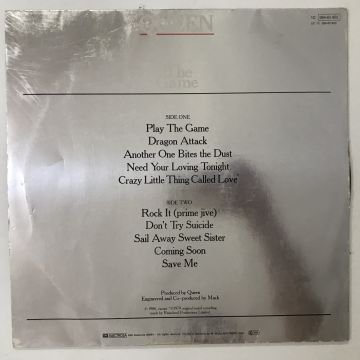 QUEEN
The
Game
SIDE ONE
Play The Game
Dragon Attack
Another One Bites the Dust
Need Your Loving Tonight
Crazy Little Thing Called Love
SIDE TWO
Rock It (prime jive)
Don't Try Suicide
Sail Away Sweet Sister
Coming Soon
Save Me
Produced by Queen
Engineered and Co-produced by Mack